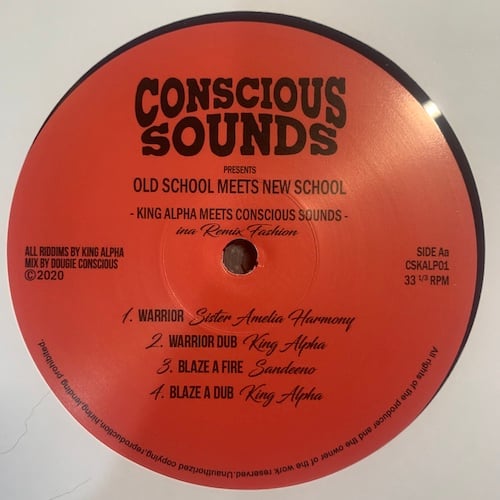 CONSCIOUS
SOUNDS
PRESENTS
OLD SCHOOL MEETS NEW SCHOOL
- KING ALPHA MEETS CONSCIOUS SOUNDS -
ina Remix Fashion
ALL RIDDIMS BY KING ALPHA
MIX BY DOUGIE CONSCIOUS
©2020
SIDE Aa
CSKALP01
33 1/3 RPM
1. WARRIOR Sister Amelia Harmony
2. WARRIOR DUB King Alpha
3. BLAZE A FIRE Sandeeno
4. BLAZE A DUB King Alpha
All rights of the producer and the owner of the work reserved.Unauthorized copying,reproduction,hiring,lending prohibited.